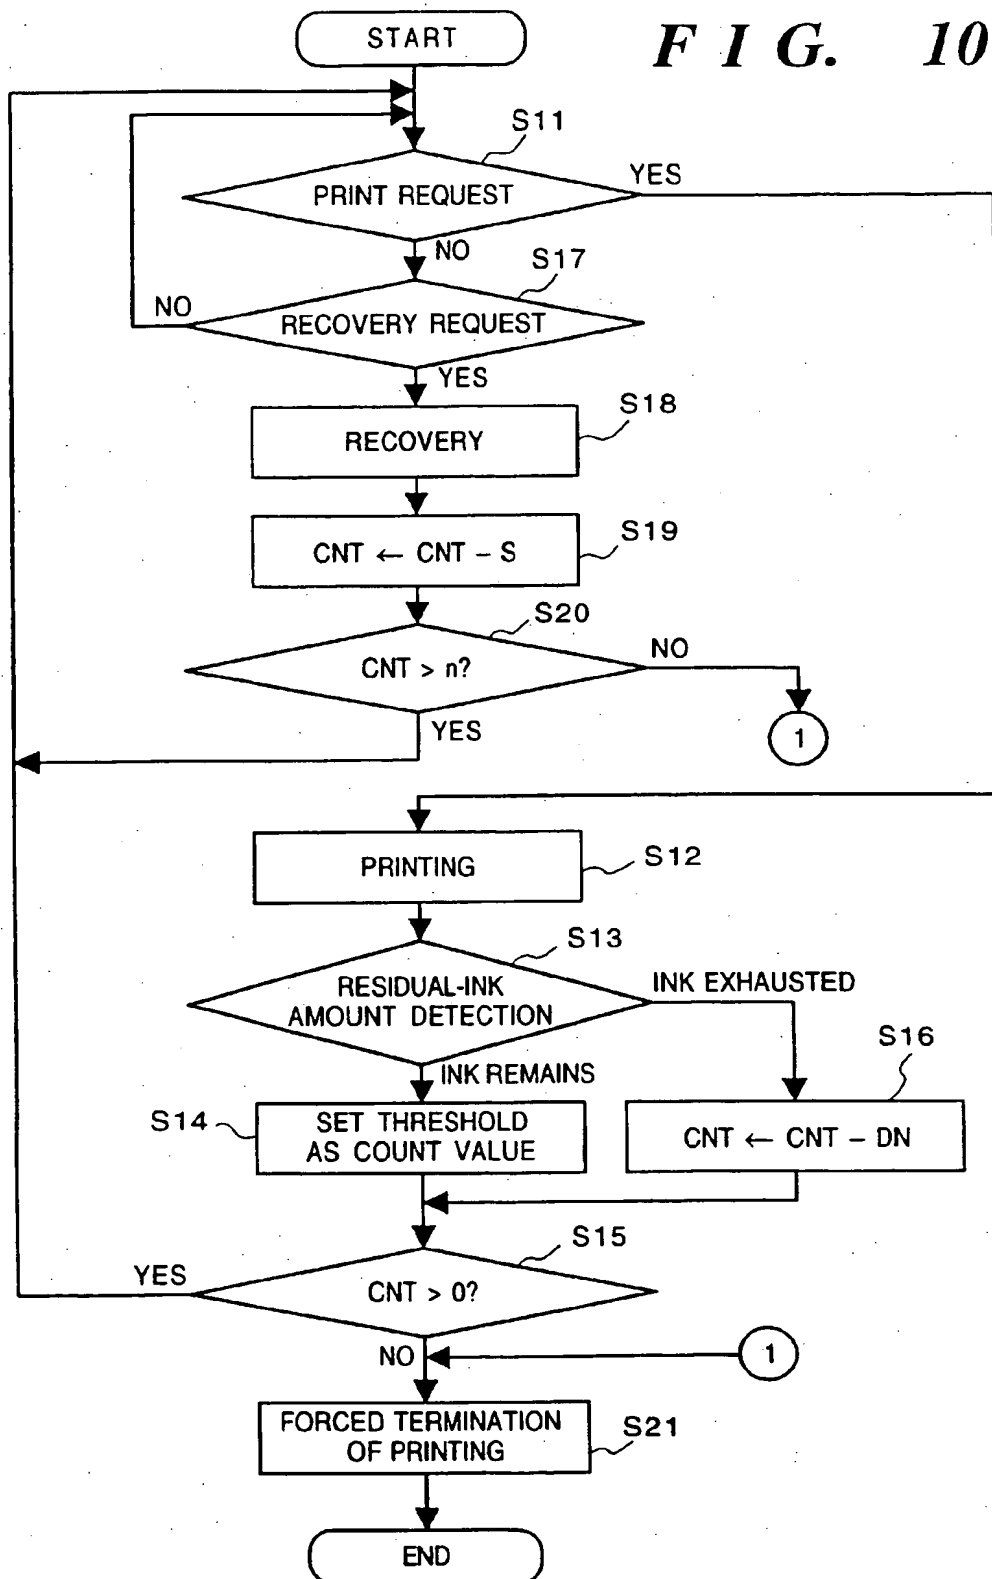 START
F I G. 10
S11
PRINT REQUEST
YES
NO
S17
NO
RECOVERY REQUEST
YES
S18
RECOVERY
S19
CNT ← CNT – S
S20
CNT > n?
NO
YES
1
PRINTING
S12
S13
RESIDUAL-INK
AMOUNT DETECTION
INK EXHAUSTED
S16
INK REMAINS
S14
SET THRESHOLD
AS COUNT VALUE
CNT ← CNT – DN
S15
YES
CNT > 0?
NO
1
FORCED TERMINATION
OF PRINTING
S21
END